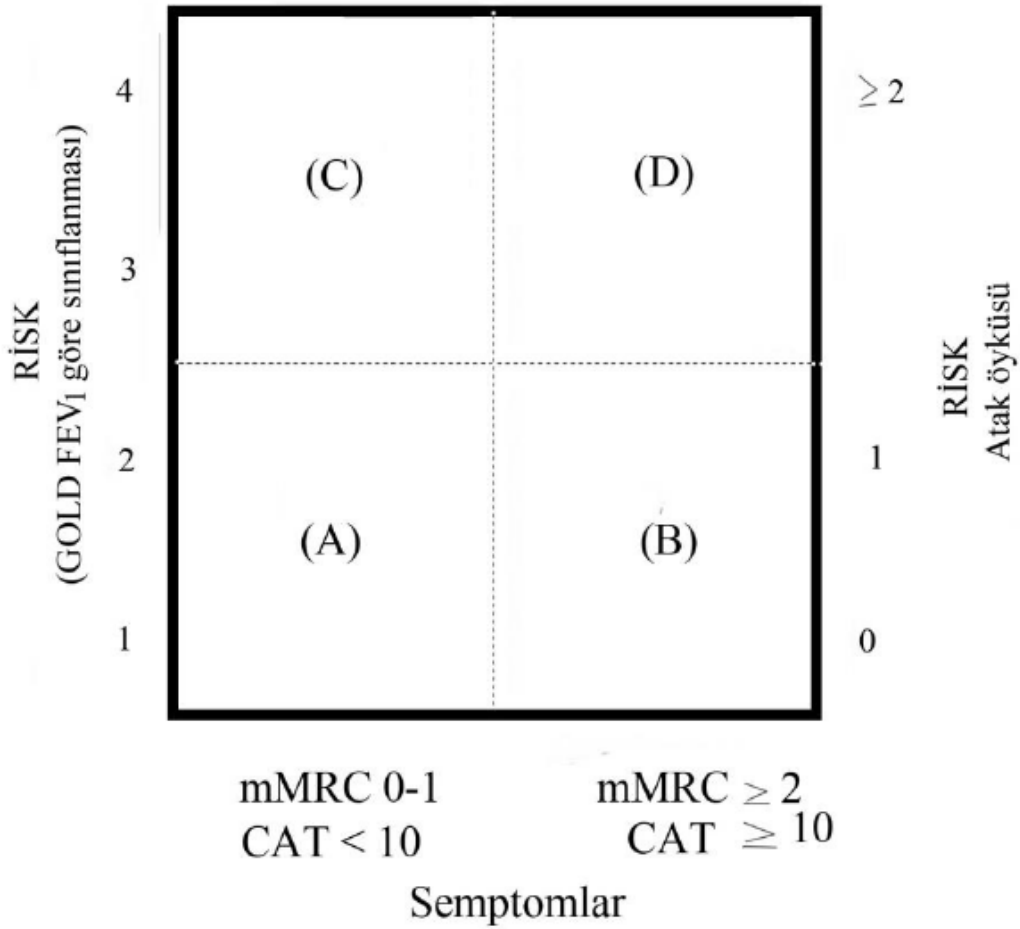 RİSK
(GOLD FEV1 göre sınıflanması)
4
3
2
1
(C)
(D)
(A)
(B)
≥ 2
1
0
RİSK
Atak öyküsü
mMRC 0-1
CAT < 10
mMRC ≥ 2
CAT ≥ 10
Semptomlar